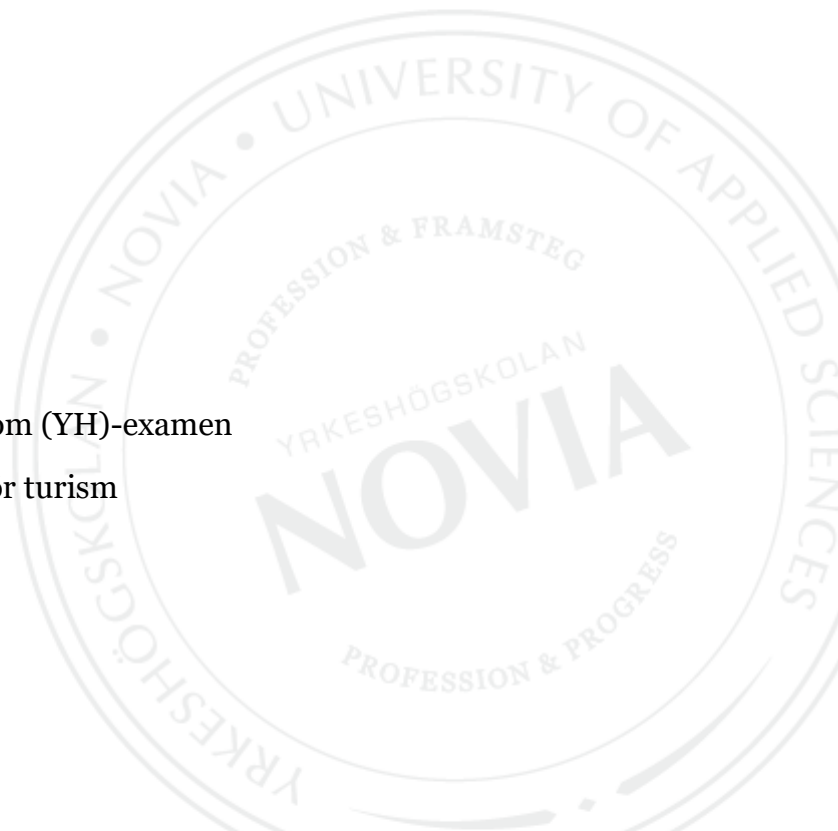 NOVIA • UNIVERSITY OF APPLIED SCIENCES
PROFESSION & FRAMSTEG
YRKESHÖGSKOLAN
NOVIA
PROFESSION & PROGRESS
YRKESHÖGSKOLAN •
om (YH)-examen
or turism